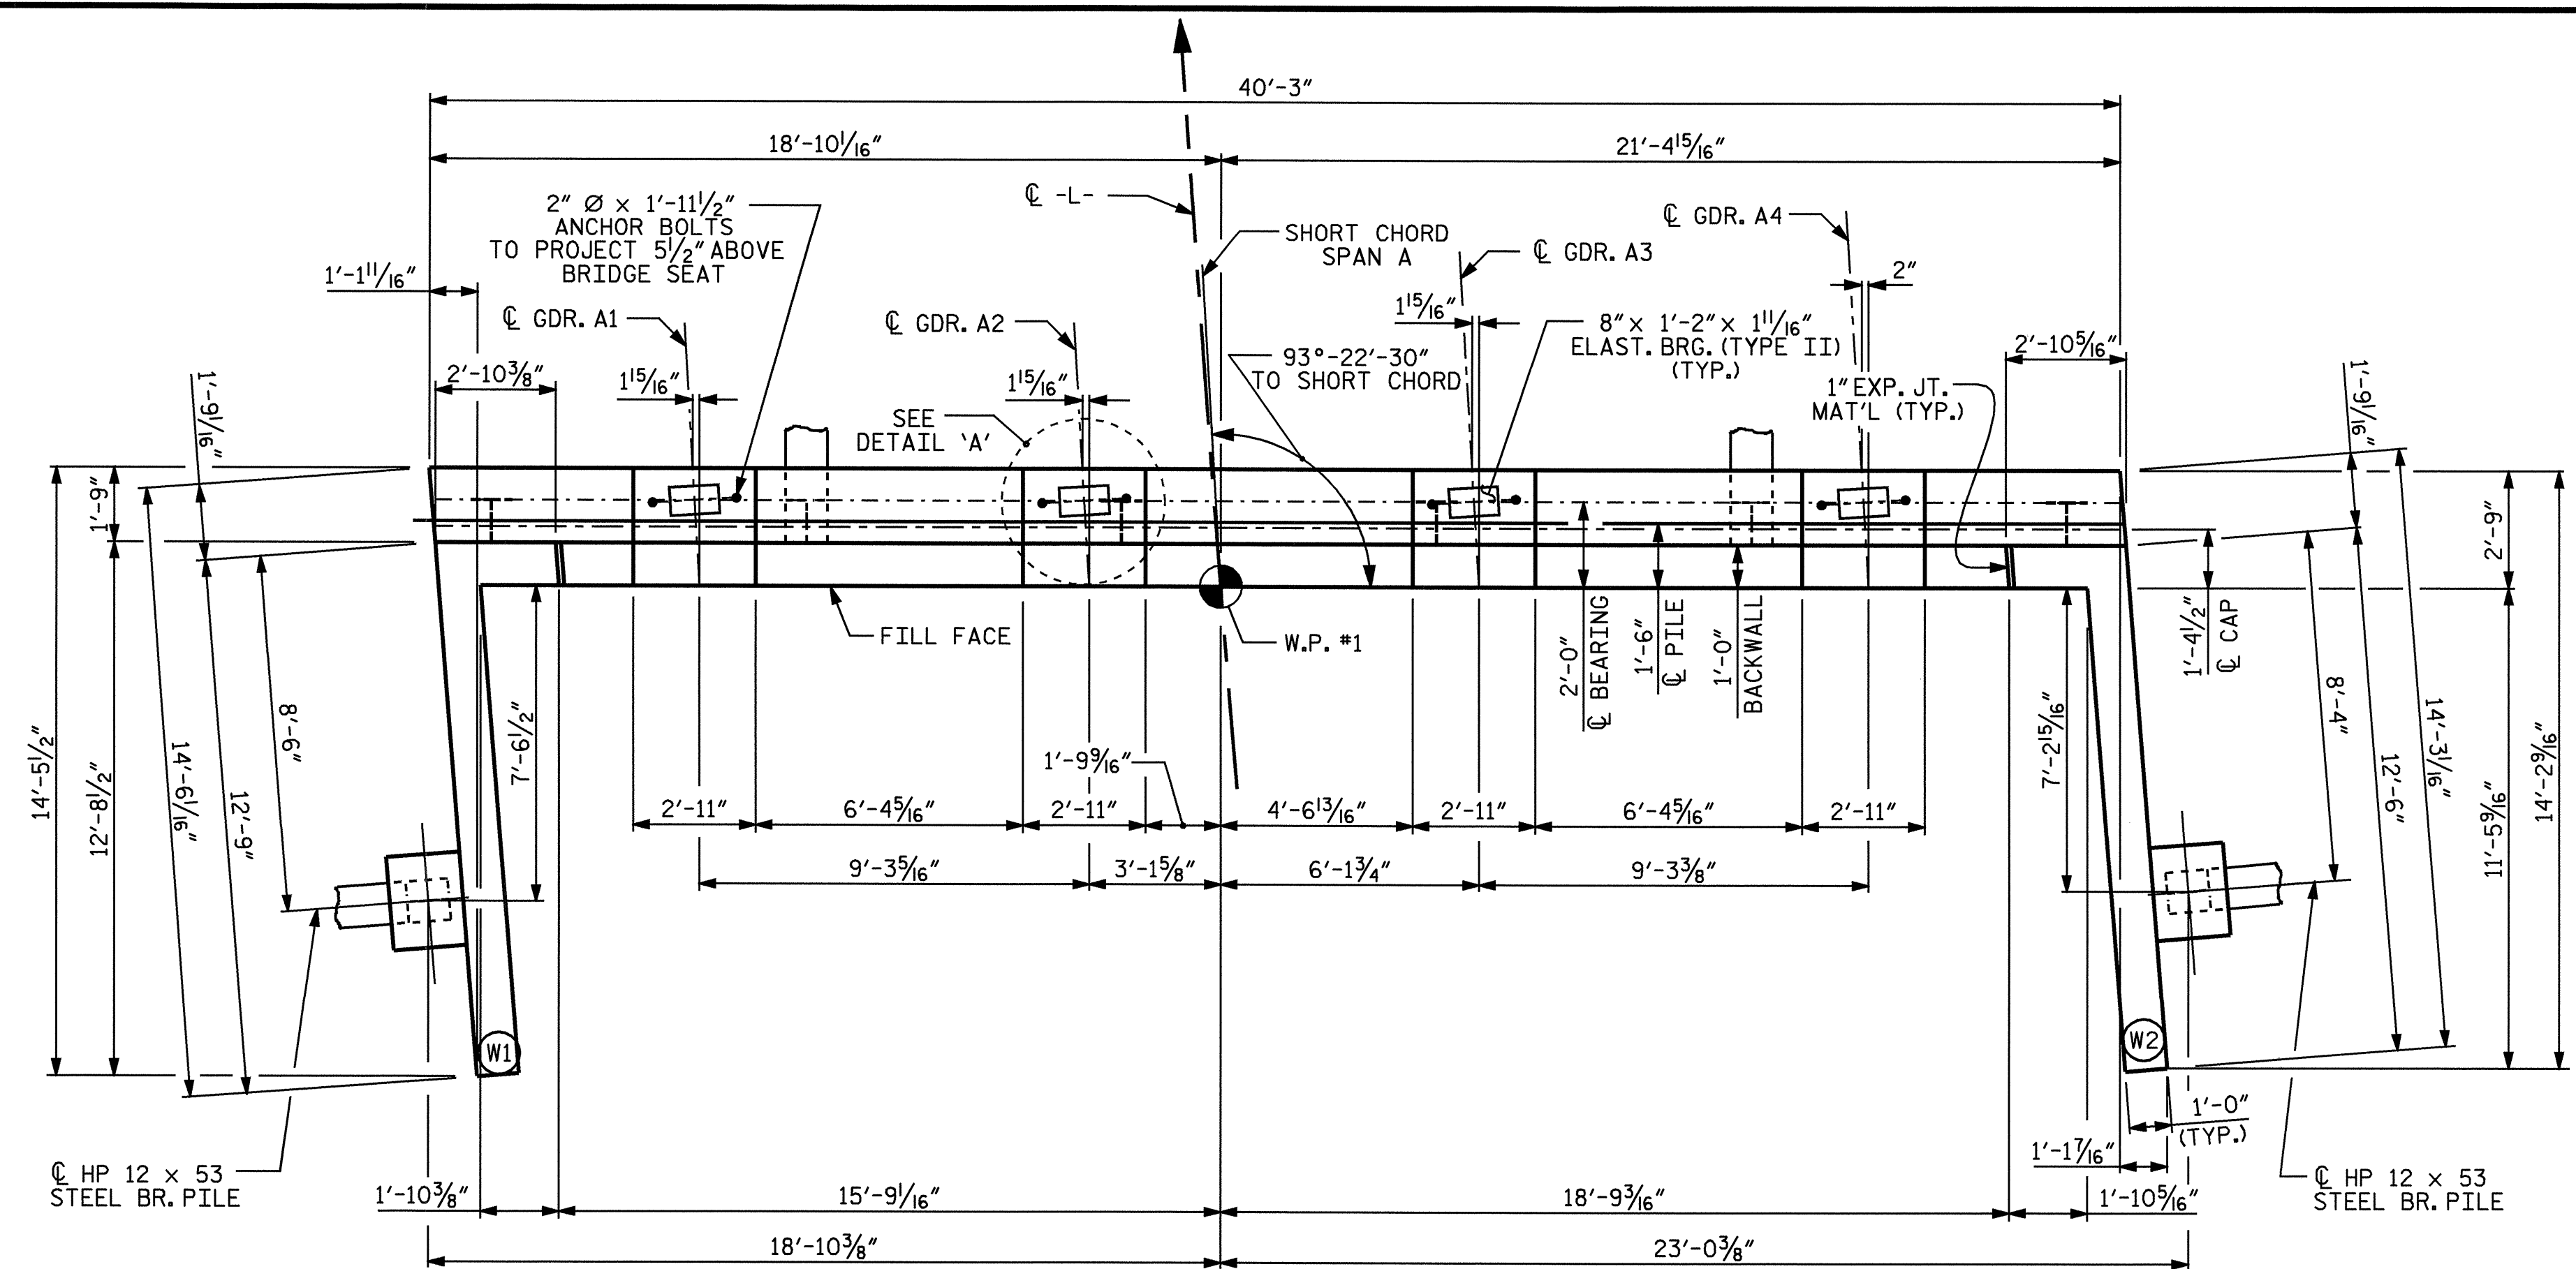 40'-3"
18'-10 1/16"
21'-4 15/16"
2" Ø x 1'-11 1/2"
ANCHOR BOLTS
TO PROJECT 5 1/2" ABOVE
BRIDGE SEAT
℄ -L-
SHORT CHORD
SPAN A
℄ GDR. A4
℄ GDR. A3
1'-1 11/16"
2"
℄ GDR. A1
℄ GDR. A2
1 15/16"
8" x 1'-2" x 1 11/16"
ELAST. BRG. (TYPE II)
(TYP.)
2'-10 5/16"
93°-22'-30"
TO SHORT CHORD
1'-9 1/16"
2'-10 3/8"
1 15/16"
1 15/16"
1" EXP. JT.
MAT'L (TYP.)
1'-9 1/16"
SEE
DETAIL 'A'
1'-9"
2'-9"
FILL FACE
W.P. #1
2'-0"
℄ BEARING
1'-6"
℄ PILE
1'-0"
BACKWALL
1'-4 1/2"
℄ CAP
14'-5 1/2"
12'-8 1/2"
14'-6 1/16"
12'-9"
8'-6"
7'-6 1/2"
7'-2 15/16"
8'-4"
12'-6"
14'-3 1/16"
11'-5 9/16"
14'-2 9/16"
1'-9 9/16"
2'-11"
6'-4 5/16"
2'-11"
4'-6 13/16"
2'-11"
6'-4 5/16"
2'-11"
9'-3 5/16"
3'-1 5/8"
6'-1 3/4"
9'-3 3/8"
W1
W2
1'-0"
(TYP.)
1'-1 7/16"
℄ HP 12 x 53
STEEL BR. PILE
℄ HP 12 x 53
STEEL BR. PILE
1'-10 3/8"
15'-9 1/16"
18'-9 3/16"
1'-10 5/16"
18'-10 3/8"
23'-0 3/8"